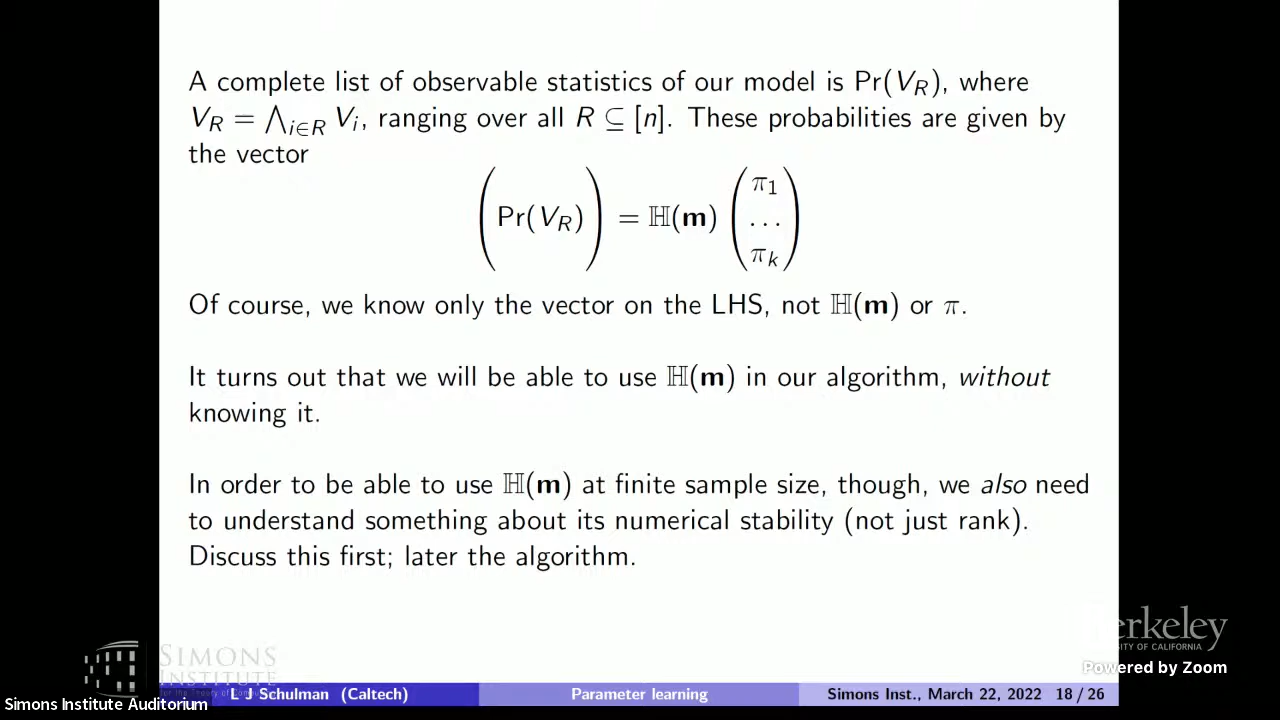 A complete list of observable statistics of our model is Pr(V_R), where
V_R = ⋀_{i∈R} V_i, ranging over all R ⊆ [n]. These probabilities are given by
the vector
(Pr(V_R)) = ℍ(𝐦) (π_1 … π_k)
Of course, we know only the vector on the LHS, not ℍ(𝐦) or π.
It turns out that we will be able to use ℍ(𝐦) in our algorithm, without
knowing it.
In order to be able to use ℍ(𝐦) at finite sample size, though, we also need
to understand something about its numerical stability (not just rank).
Discuss this first; later the algorithm.
SIMONS
INSTITUTE
for the Theory of
Powered by Zoom
L J Schulman (Caltech) Parameter learning Simons Inst., March 22, 2022 18 / 26
Simons Institute Auditorium